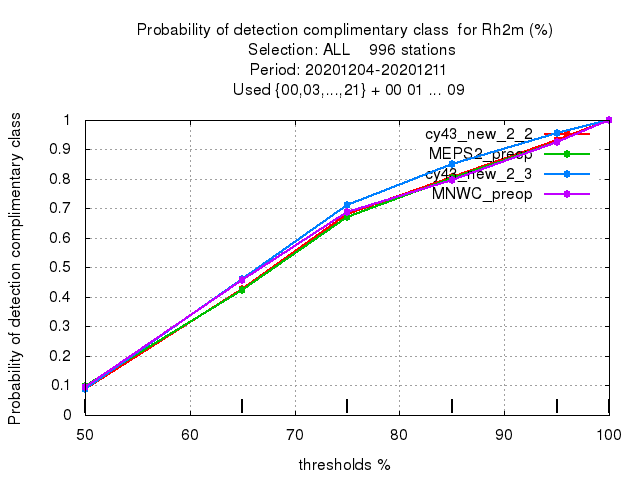 Probability of detection complimentary class  for Rh2m (%)
Selection: ALL    996 stations
Period: 20201204-20201211
Used {00,03,...,21} + 00 01 ... 09
Probability of detection complimentary class
1
0.9
0.8
0.7
0.6
0.5
0.4
0.3
0.2
0.1
0
cy43_new_2_2
MEPS2_preop
cy43_new_2_3
MNWC_preop
50
60
70
80
90
100
thresholds %